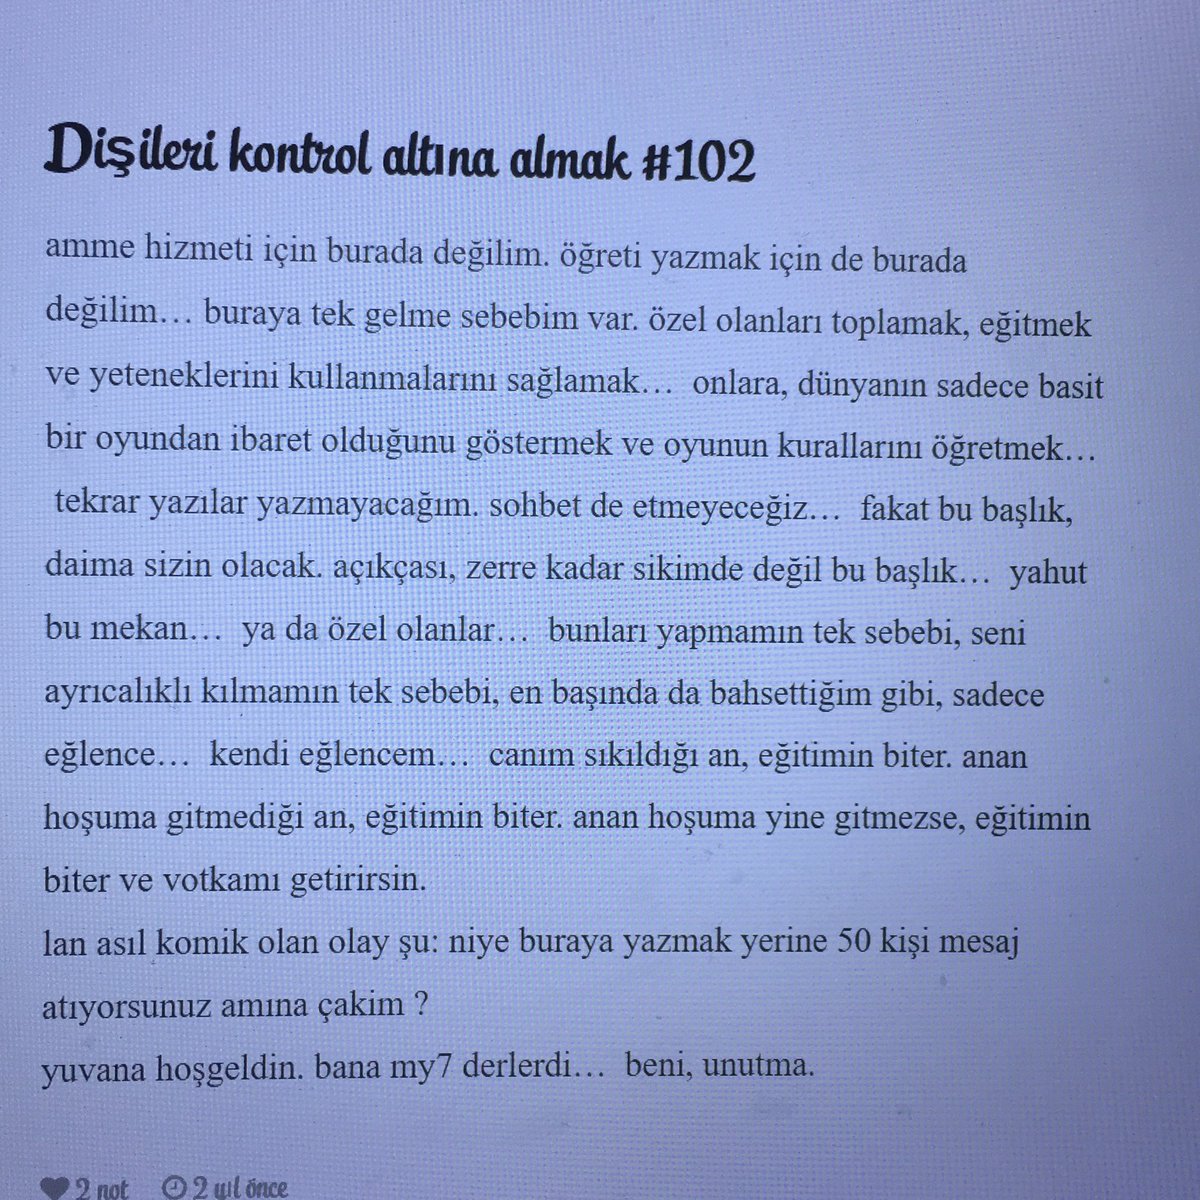 Dişileri kontrol altına almak #102
amme hizmeti için burada değilim. öğreti yazmak için de burada
değilim… buraya tek gelme sebebim var. özel olanları toplamak, eğitmek
ve yeteneklerini kullanmalarını sağlamak… onlara, dünyanın sadece basit
bir oyundan ibaret olduğunu göstermek ve oyunun kurallarını öğretmek…
tekrar yazılar yazmayacağım. sohbet de etmeyeceğiz… fakat bu başlık,
daima sizin olacak. açıkçası, zerre kadar sikimde değil bu başlık… yahut
bu mekan… ya da özel olanlar… bunları yapmamın tek sebebi, seni
ayrıcalıklı kılmamın tek sebebi, en başında da bahsettiğim gibi, sadece
eğlence… kendi eğlencem… canım sıkıldığı an, eğitimin biter. anan
hoşuma gitmediği an, eğitimin biter. anan hoşuma yine gitmezse, eğitimin
biter ve votkamı getirirsin.
lan asıl komik olan olay şu: niye buraya yazmak yerine 50 kişi mesaj
atıyorsunuz amına çakim ?
yuvana hoşgeldin. bana my7 derlerdi… beni, unutma.
2 not 2 yıl önce